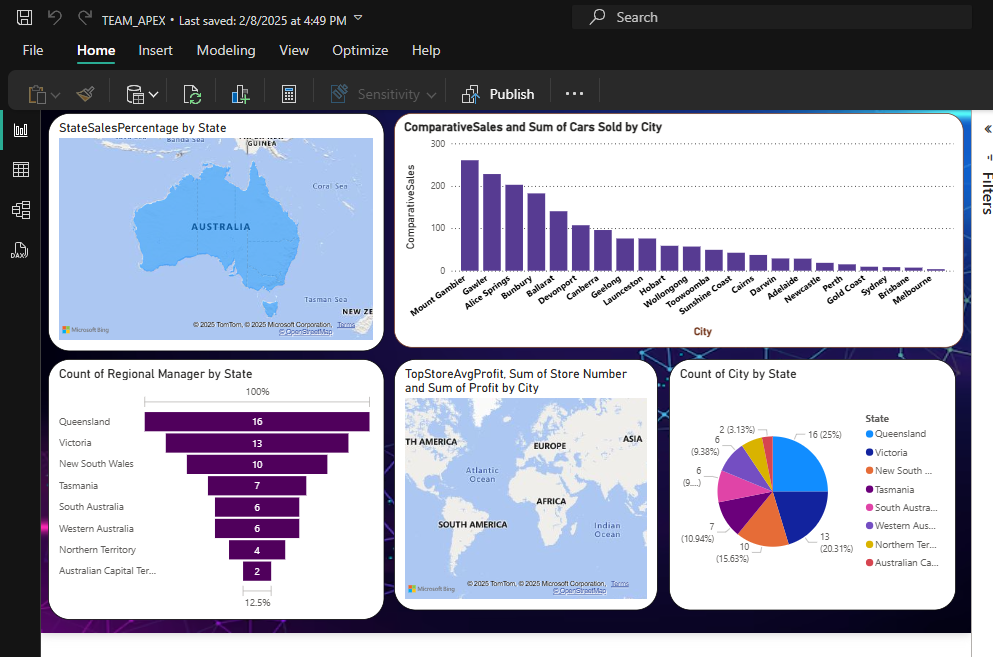 TEAM_APEX • Last saved: 2/8/2025 at 4:49 PM
Search
File Home Insert Modeling View Optimize Help
Sensitivity
Publish
DAX
Filters
StateSalesPercentage by State
Banda Sea
GUINEA
Coral Sea
AUSTRALIA
Tasman Sea
NEW ZE
Microsoft Bing
© 2025 TomTom, © 2025 Microsoft Corporation, Terms
© OpenStreetMap
ComparativeSales and Sum of Cars Sold by City
ComparativeSales
300
200
100
0
Mount Gambier
Gawler
Alice Springs
Bunbury
Ballarat
Devonport
Canberra
Geelong
Launceston
Hobart
Wollongong
Toowoomba
Sunshine Coast
Cairns
Darwin
Adelaide
Newcastle
Perth
Gold Coast
Sydney
Brisbane
Melbourne
City
Count of Regional Manager by State
100%
Queensland 16
Victoria 13
New South Wales 10
Tasmania 7
South Australia 6
Western Australia 6
Northern Territory 4
Australian Capital Ter... 2
12.5%
TopStoreAvgProfit, Sum of Store Number
and Sum of Profit by City
TH AMERICA
EUROPE
ASIA
Atlantic
Ocean
AFRICA
SOUTH AMERICA
Indian
Ocean
Microsoft Bing
© 2025 TomTom, © 2025 Microsoft Corporation, Terms
© OpenStreetMap
Count of City by State
2 (3.13%)
16 (25%)
6
(9.38%)
6
(9....)
7
(10.94%)
10
(15.63%)
13
(20.31%)
State
Queensland
Victoria
New South ...
Tasmania
South Austra...
Western Aus...
Northern Ter...
Australian Ca...